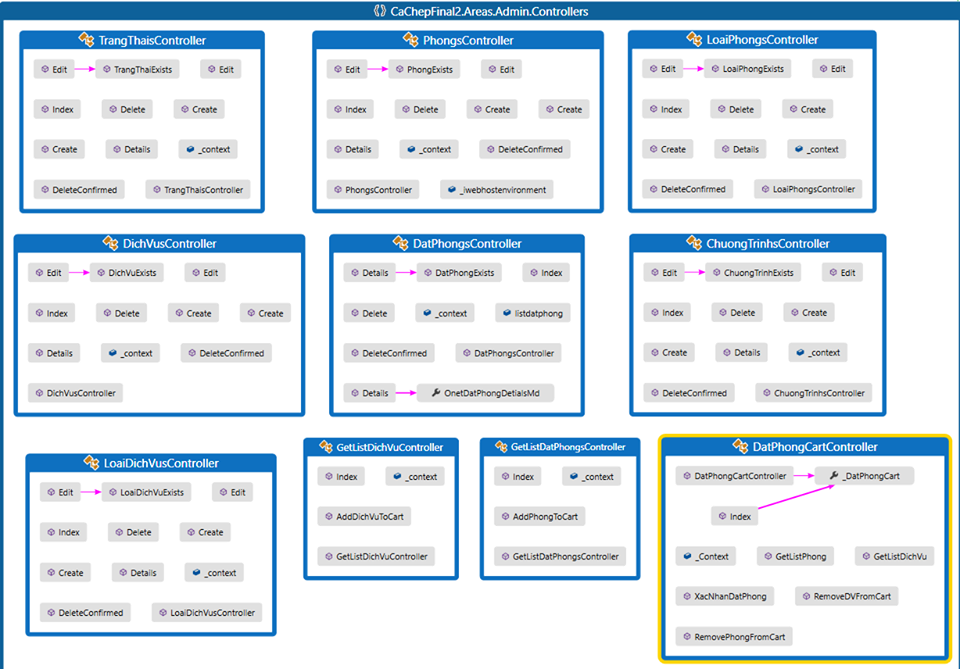 CaChepFinal2.Areas.Admin.Controllers
TrangThaisController
Edit TrangThaiExists Edit
Index Delete Create
Create Details _context
DeleteConfirmed TrangThaisController
PhongsController
Edit PhongExists Edit
Index Delete Create Create
Details _context DeleteConfirmed
PhongsController _iwebhostenvironment
LoaiPhongsController
Edit LoaiPhongExists Edit
Index Delete Create
Create Details _context
DeleteConfirmed LoaiPhongsController
DichVusController
Edit DichVuExists Edit
Index Delete Create Create
Details _context DeleteConfirmed
DichVusController
DatPhongsController
Details DatPhongExists Index
Delete _context listdatphong
DeleteConfirmed DatPhongsController
Details OnetDatPhongDetialsMd
ChuongTrinhsController
Edit ChuongTrinhExists Edit
Index Delete Create
Create Details _context
DeleteConfirmed ChuongTrinhsController
LoaiDichVusController
Edit LoaiDichVuExists Edit
Index Delete Create
Create Details _context
DeleteConfirmed LoaiDichVusController
GetListDichVuController
Index _context
AddDichVuToCart
GetListDichVuController
GetListDatPhongsController
Index _context
AddPhongToCart
GetListDatPhongsController
DatPhongCartController
DatPhongCartController _DatPhongCart
Index
_Context GetListPhong GetListDichVu
XacNhanDatPhong RemoveDVFromCart
RemovePhongFromCart